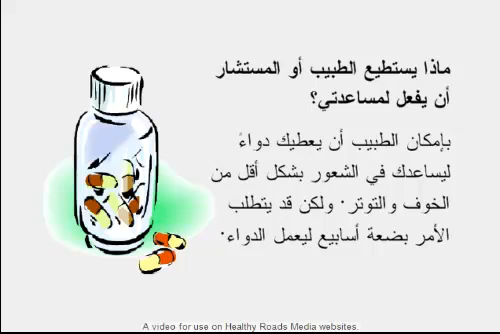 ماذا يستطيع الطبيب أو المستشار
أن يفعل لمساعدتي؟
بإمكان الطبيب أن يعطيك دواءً
ليساعدك في الشعور بشكل أقل من
الخوف والتوتر. ولكن قد يتطلب
الأمر بضعة أسابيع ليعمل الدواء.
A video for use on Healthy Roads Media websites.